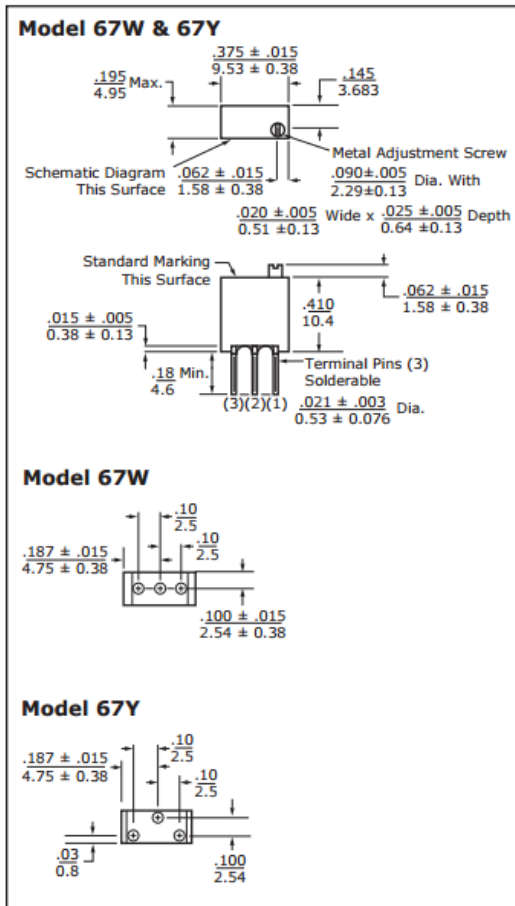 Model 67W & 67Y
.375 ± .015
9.53 ± 0.38
.195 Max.
4.95
.145
3.683
Metal Adjustment Screw
Schematic Diagram
This Surface
.062 ± .015
1.58 ± 0.38
.090±.005 Dia. With
2.29±0.13
.020 ±.005 Wide x .025 ±.005 Depth
0.51 ±0.13 0.64 ±0.13
Standard Marking
This Surface
.062 ± .015
1.58 ± 0.38
.410
10.4
.015 ± .005
0.38 ± 0.13
.18 Min.
4.6
Terminal Pins (3)
Solderable
(3)(2)(1)
.021 ± .003 Dia.
0.53 ± 0.076
Model 67W
.10
2.5
.10
2.5
.187 ± .015
4.75 ± 0.38
.100 ± .015
2.54 ± 0.38
Model 67Y
.10
2.5
.187 ± .015
4.75 ± 0.38
.10
2.5
.03
0.8
.100
2.54